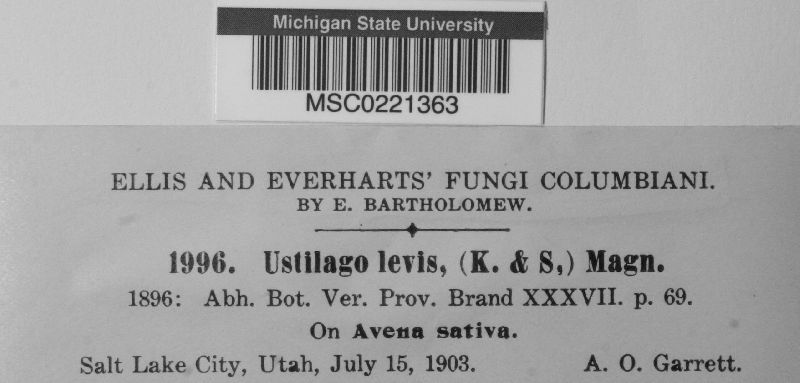 Michigan State University
MSC0221363
ELLIS AND EVERHARTS' FUNGI COLUMBIANI.
BY E. BARTHOLOMEW.
1996. Ustilago levis, (K. & S,) Magn.
1896: Abh. Bot. Ver. Prov. Brand XXXVII. p. 69.
On Avena sativa.
Salt Lake City, Utah, July 15, 1903. A. O. Garrett.